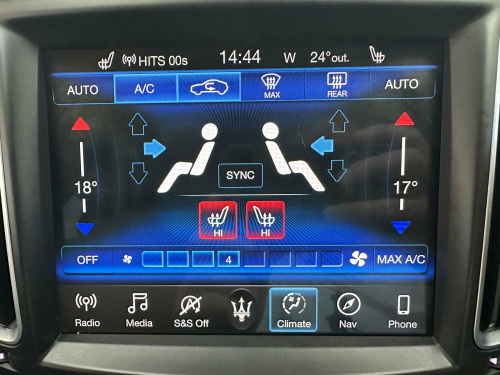 HITS 00s 14:44 W 24°out.
AUTO A/C MAX REAR AUTO
18° SYNC 17°
HI HI
OFF 4 MAX A/C
Radio Media S&S Off Climate Nav Phone